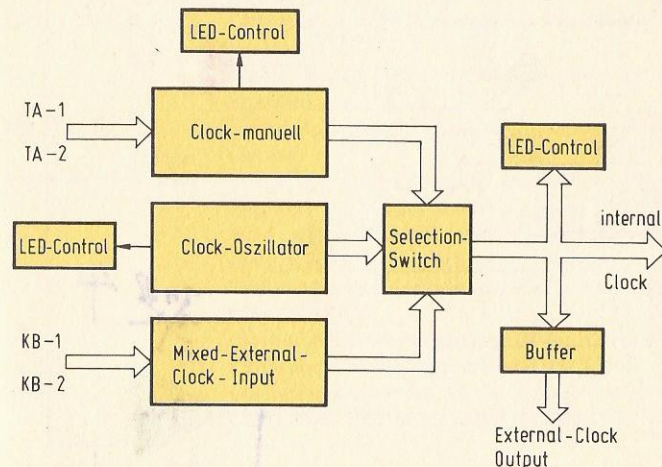 LED-Control
TA-1
TA-2
Clock-manuell
LED-Control
LED-Control
Clock-Oszillator
Selection-
Switch
internal
Clock
KB-1
KB-2
Mixed-External-
Clock-Input
Buffer
External-Clock
Output